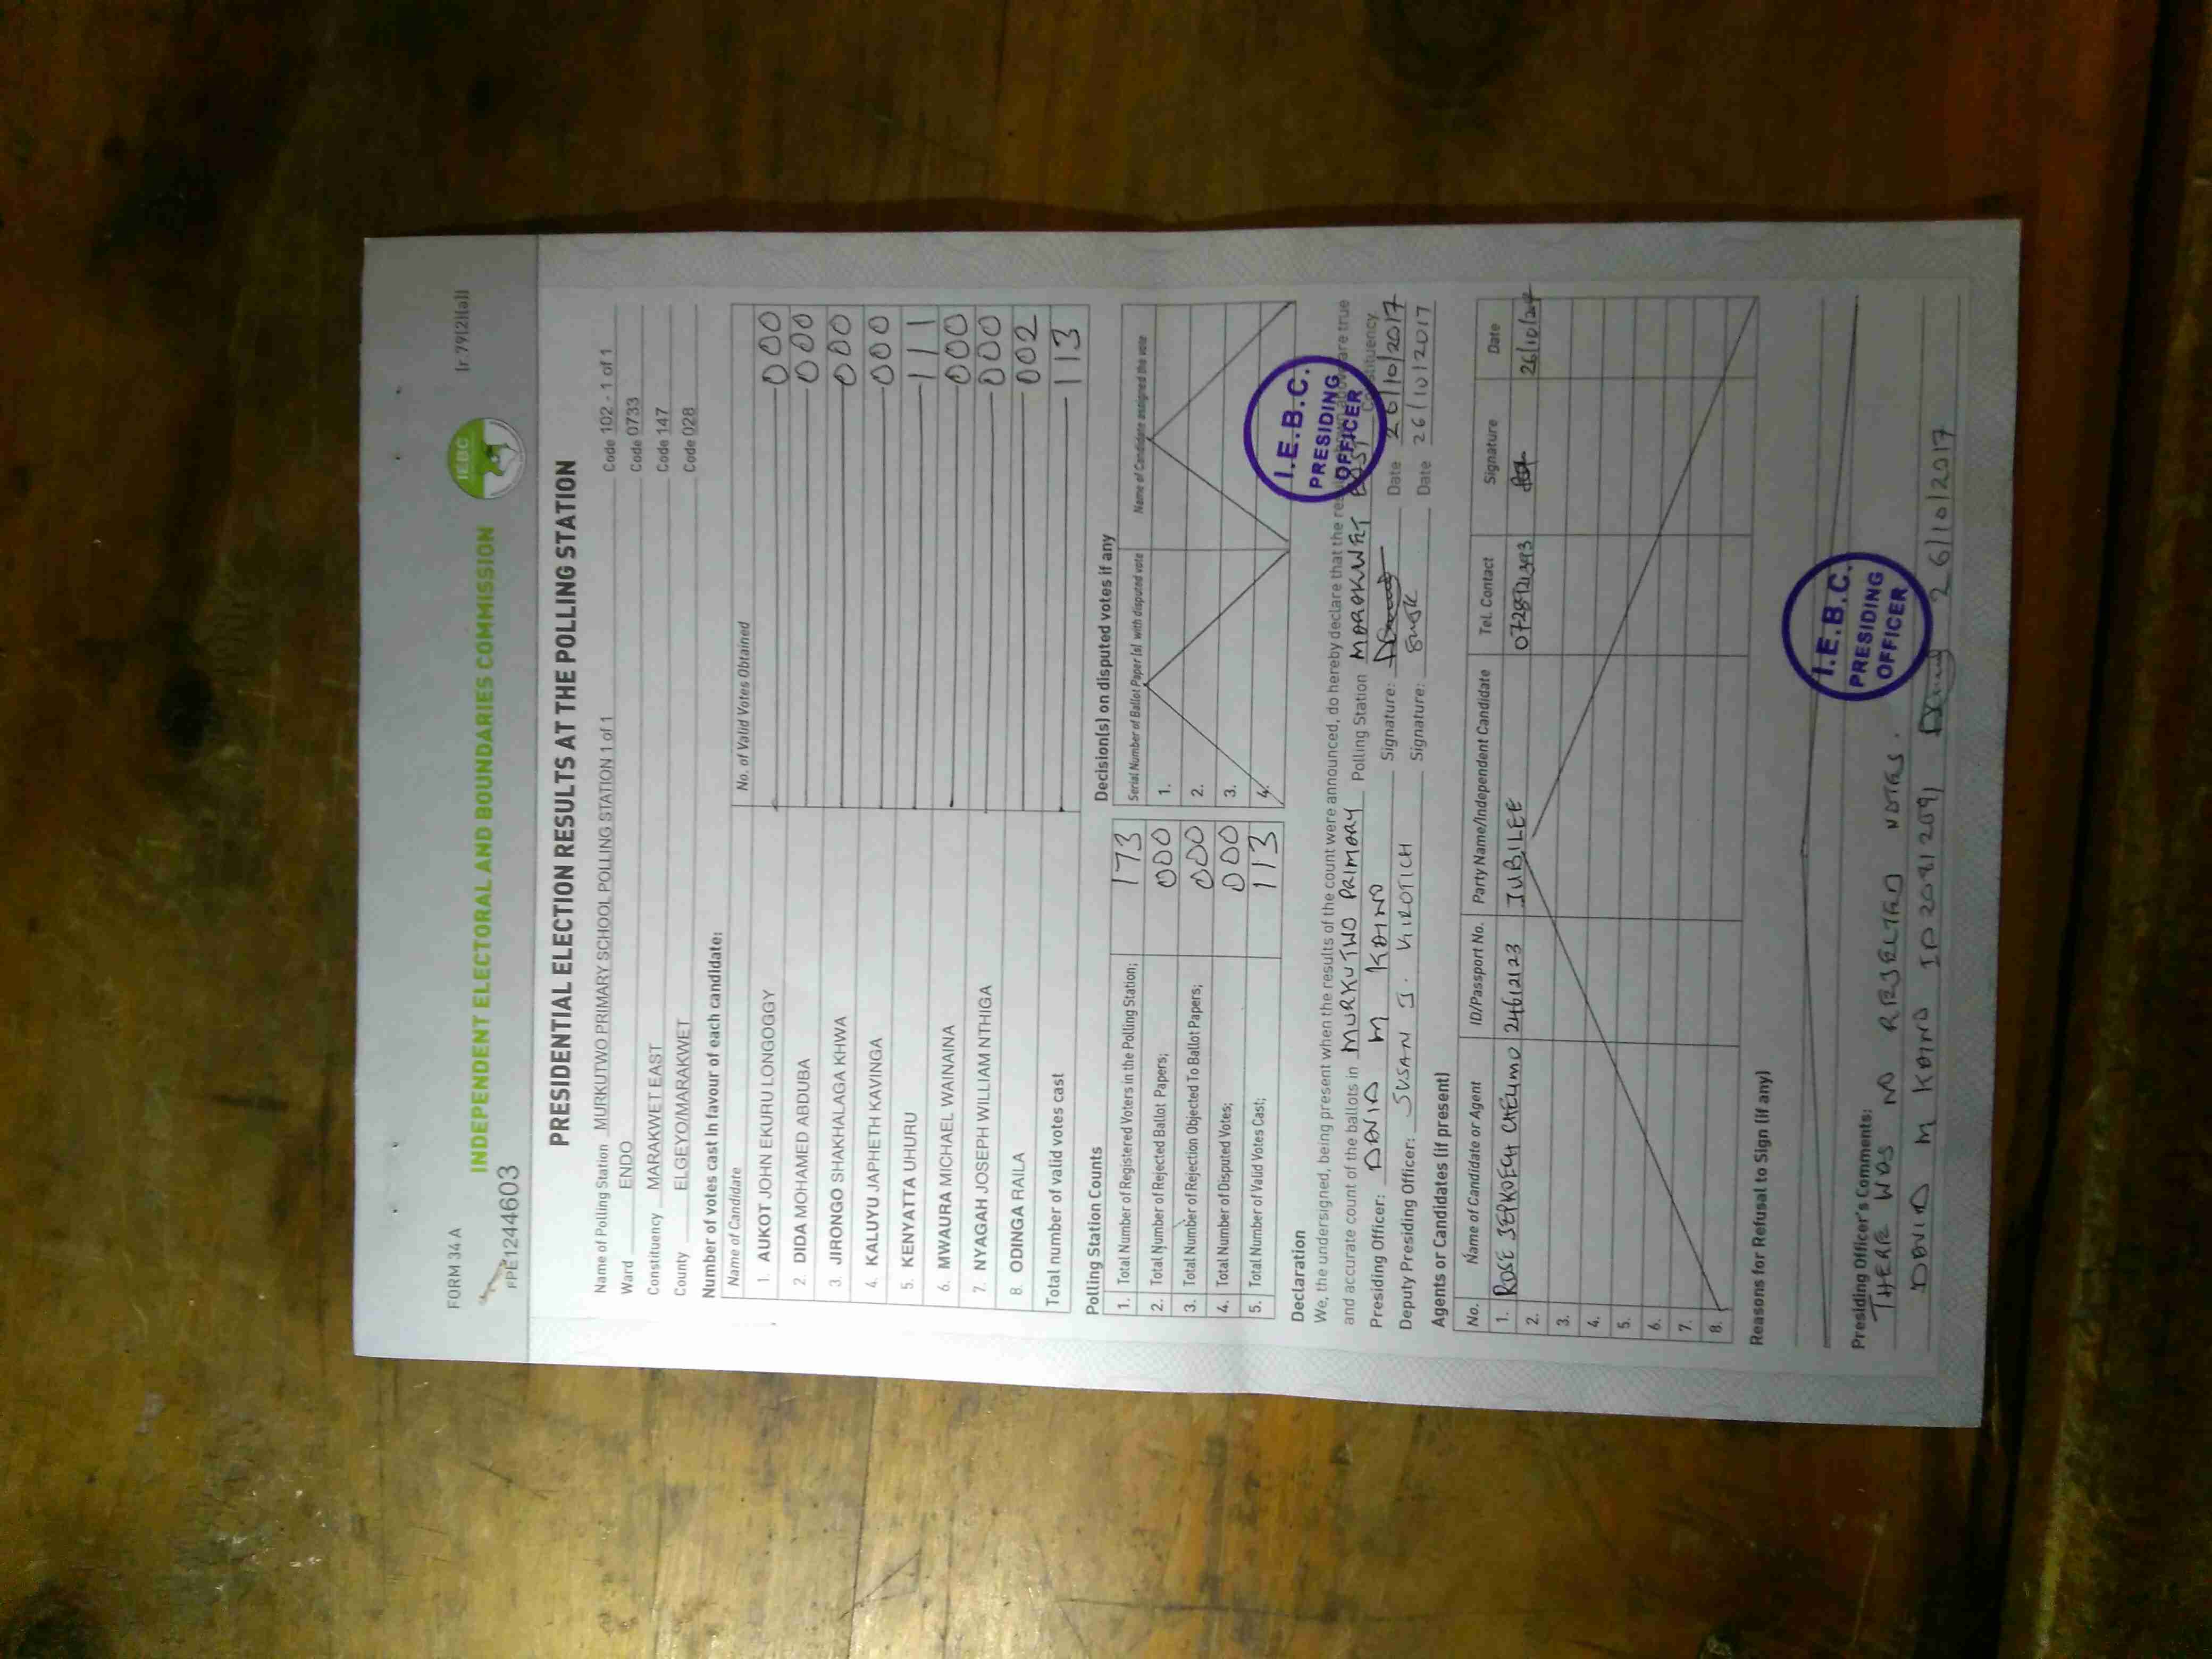 FORM 34 A
r.79(2)(a)
IEBC
INDEPENDENT ELECTORAL AND BOUNDARIES COMMISSION
FPE1244603
PRESIDENTIAL ELECTION RESULTS AT THE POLLING STATION
Name of Polling Station MURKUTWO PRIMARY SCHOOL POLLING STATION 1 of 1 Code 102 - 1 of 1
Ward ENDO Code 0733
Constituency MARAKWET EAST Code 147
County ELGEYO/MARAKWET Code 028
Number of votes cast in favour of each candidate:
Name of Candidate No. of Valid Votes Obtained
1. AUKOT JOHN EKURU LONGOGGY 000
2. DIDA MOHAMED ABDUBA 000
3. JIRONGO SHAKHALAGA KHWA 000
4. KALUYU JAPHETH KAVINGA 000
5. KENYATTA UHURU 111
6. MWAURA MICHAEL WAINAINA 000
7. NYAGAH JOSEPH WILLIAM NTHIGA 000
8. ODINGA RAILA 002
Total number of valid votes cast 113
Polling Station Counts
1. Total Number of Registered Voters in the Polling Station; 173
2. Total Number of Rejected Ballot Papers; 000
3. Total Number of Rejection Objected To Ballot Papers; 000
4. Total Number of Disputed Votes; 000
5. Total Number of Valid Votes Cast; 113
Decision(s) on disputed votes if any
Serial Number of Ballot Paper(s) with disputed vote Name of Candidate assigned the vote
1.
2.
3.
4.
Declaration
We, the undersigned, being present when the results of the count were announced, do hereby declare that the results shown above are true
and accurate count of the ballots in MURKUTWO PRIMARY Polling Station MARAKWET EAST Constituency
Presiding Officer: DAVID M KAINO Signature: Date 26/10/2017
Deputy Presiding Officer: SUSAN J. KIROTICH Signature: Date 26/10/2017
I.E.B.C.
PRESIDING
OFFICER
Agents or Candidates (if present)
No. Name of Candidate or Agent ID/Passport No. Party Name/Independent Candidate Tel. Contact Signature Date
1. ROSE JEPKOECH CHELIMO 24612123 JUBILEE 26/10/
2.
3.
4.
5.
6.
7.
8.
Reasons for Refusal to Sign (if any)
Presiding Officer's Comments:
THERE WAS NO REJECTED VOTES.
DAVID M KAINO ID 26/10/2017
I.E.B.C.
PRESIDING
OFFICER